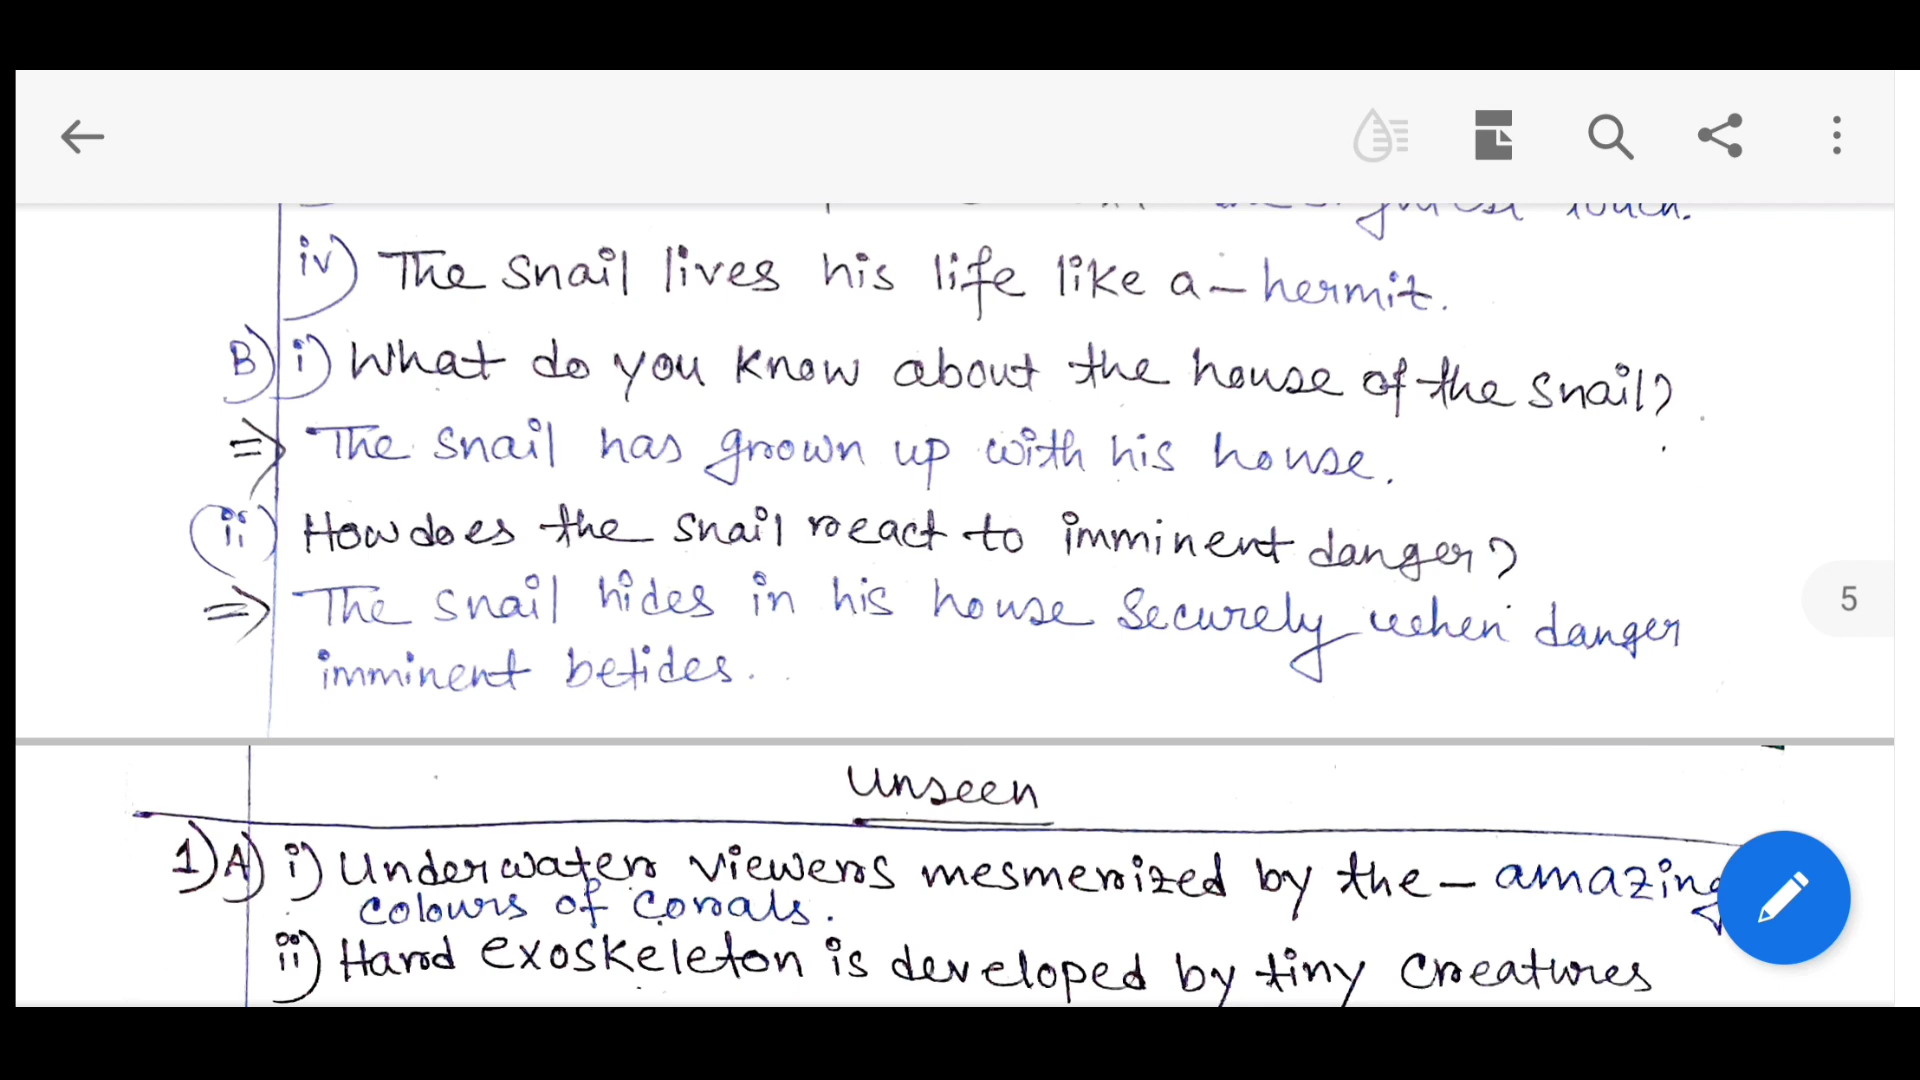 touch.
iv) The snail lives his life like a – hermit.
B) i) What do you know about the house of the snail?
=> The snail has grown up with his house.
ii) How does the snail react to imminent danger?
=> The snail hides in his house securely when danger
imminent betides.
5
Unseen
1) A) i) Underwater viewers mesmerized by the – amazing
colours of corals.
ii) Hard exoskeleton is developed by tiny creatures